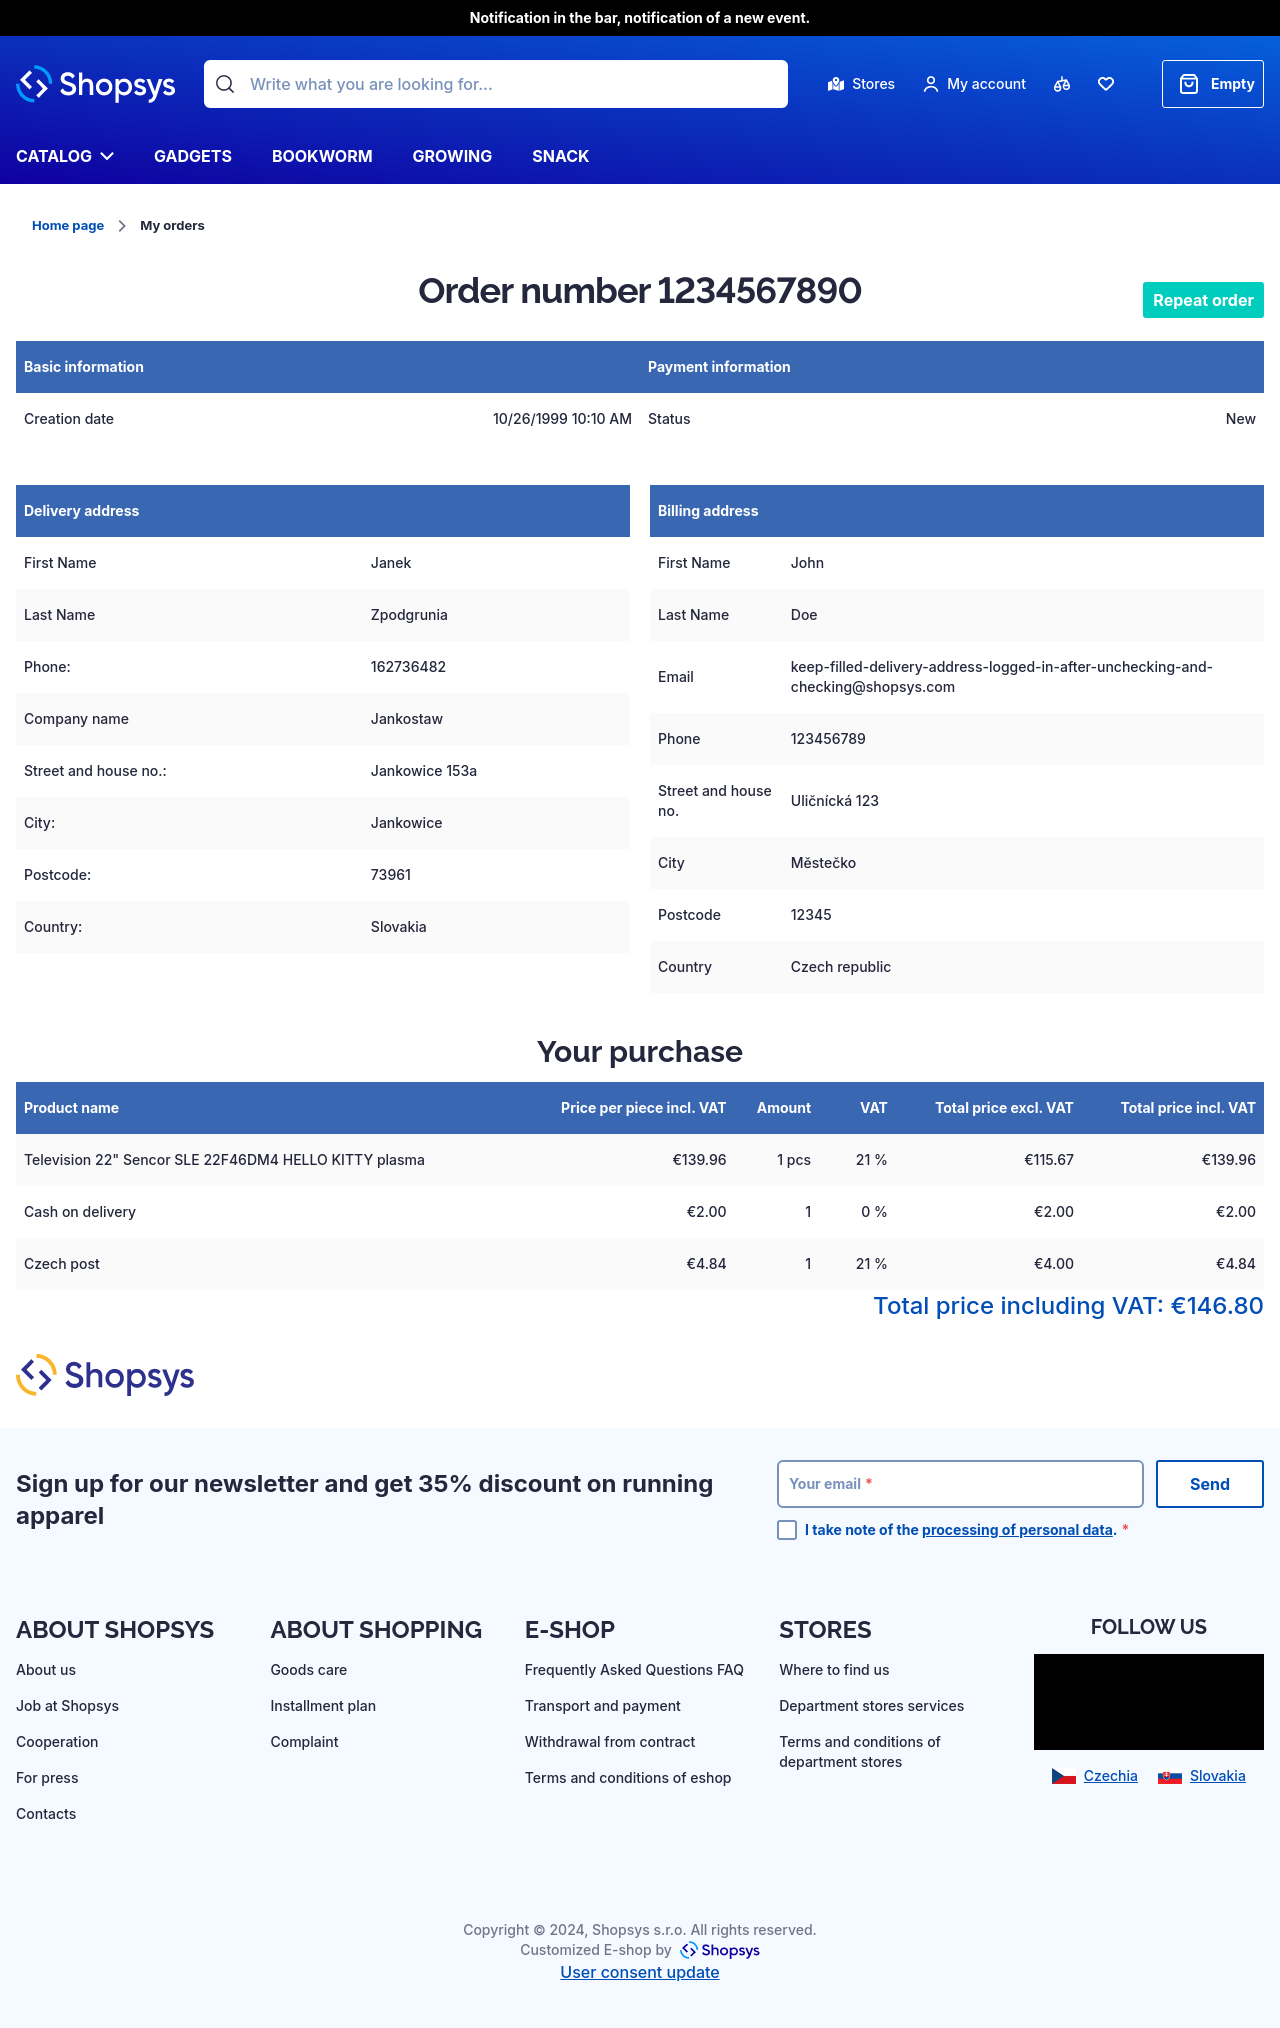 Notification in the bar, notification of a new event.
Shopsys
Write what you are looking for...
Stores
My account
Empty
CATALOG
GADGETS
BOOKWORM
GROWING
SNACK
Home page
My orders
Order number 1234567890
Repeat order
Basic information
Payment information
Creation date
10/26/1999 10:10 AM
Status
New
Delivery address
First Name
Janek
Last Name
Zpodgrunia
Phone:
162736482
Company name
Jankostaw
Street and house no.:
Jankowice 153a
City:
Jankowice
Postcode:
73961
Country:
Slovakia
Billing address
First Name
John
Last Name
Doe
Email
keep-filled-delivery-address-logged-in-after-unchecking-and-
checking@shopsys.com
Phone
123456789
Street and house
no.
Uličnícká 123
City
Městečko
Postcode
12345
Country
Czech republic
Your purchase
Product name
Price per piece incl. VAT
Amount
VAT
Total price excl. VAT
Total price incl. VAT
Television 22" Sencor SLE 22F46DM4 HELLO KITTY plasma
€139.96
1 pcs
21 %
€115.67
€139.96
Cash on delivery
€2.00
1
0 %
€2.00
€2.00
Czech post
€4.84
1
21 %
€4.00
€4.84
Total price including VAT: €146.80
Shopsys
Sign up for our newsletter and get 35% discount on running
apparel
Your email *
Send
I take note of the processing of personal data. *
ABOUT SHOPSYS
About us
Job at Shopsys
Cooperation
For press
Contacts
ABOUT SHOPPING
Goods care
Installment plan
Complaint
E-SHOP
Frequently Asked Questions FAQ
Transport and payment
Withdrawal from contract
Terms and conditions of eshop
STORES
Where to find us
Department stores services
Terms and conditions of
department stores
FOLLOW US
Czechia
Slovakia
Copyright © 2024, Shopsys s.r.o. All rights reserved.
Customized E-shop by Shopsys
User consent update